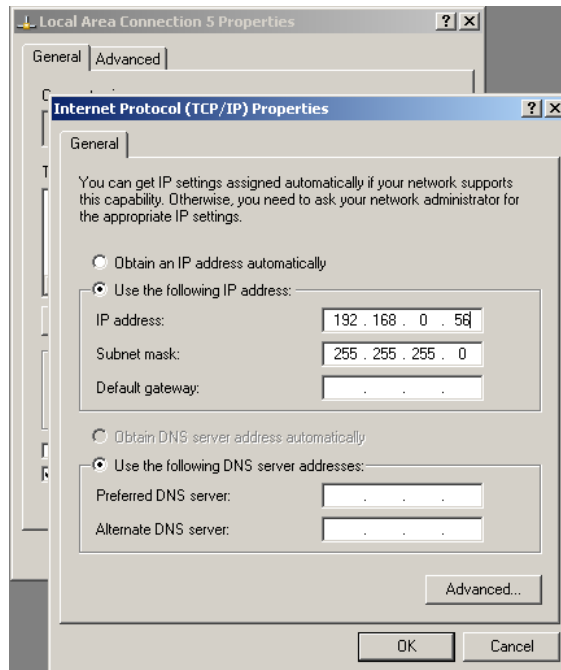 Local Area Connection 5 Properties
General Advanced
Internet Protocol (TCP/IP) Properties
General
You can get IP settings assigned automatically if your network supports
this capability. Otherwise, you need to ask your network administrator for
the appropriate IP settings.
Obtain an IP address automatically
Use the following IP address:
IP address: 192 . 168 . 0 . 56
Subnet mask: 255 . 255 . 255 . 0
Default gateway: . . .
Obtain DNS server address automatically
Use the following DNS server addresses:
Preferred DNS server: . . .
Alternate DNS server: . . .
Advanced...
OK Cancel